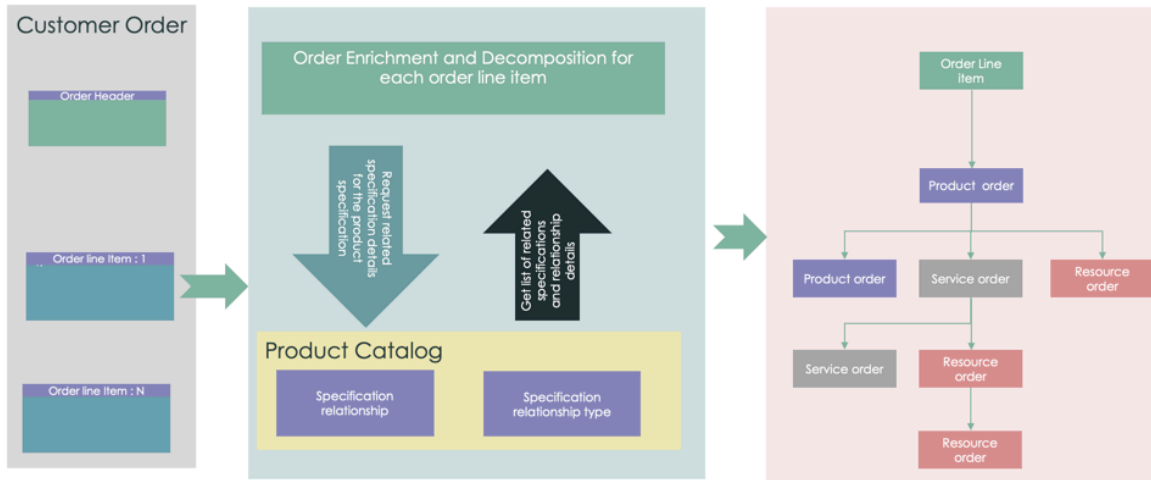 Customer Order
Order Header
Order line Item : 1
Order line Item : N
Order Enrichment and Decomposition for
each order line item
Request related
specification details
for the product
specification
Get list of related
specifications
and relationship
details
Product Catalog
Specification
relationship
Specification
relationship type
Order Line
item
Product order
Product order
Service order
Resource
order
Service order
Resource
order
Resource
order